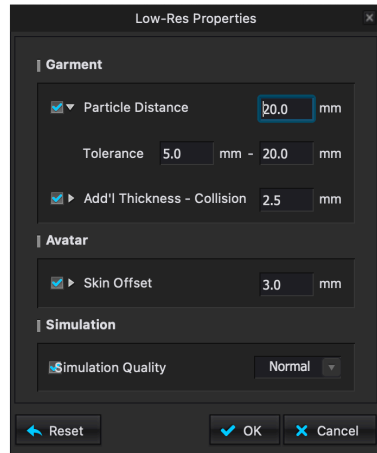 Low-Res Properties
Garment
Particle Distance 20.0 mm
Tolerance 5.0 mm - 20.0 mm
Add'l Thickness - Collision 2.5 mm
Avatar
Skin Offset 3.0 mm
Simulation
Simulation Quality Normal
Reset OK Cancel